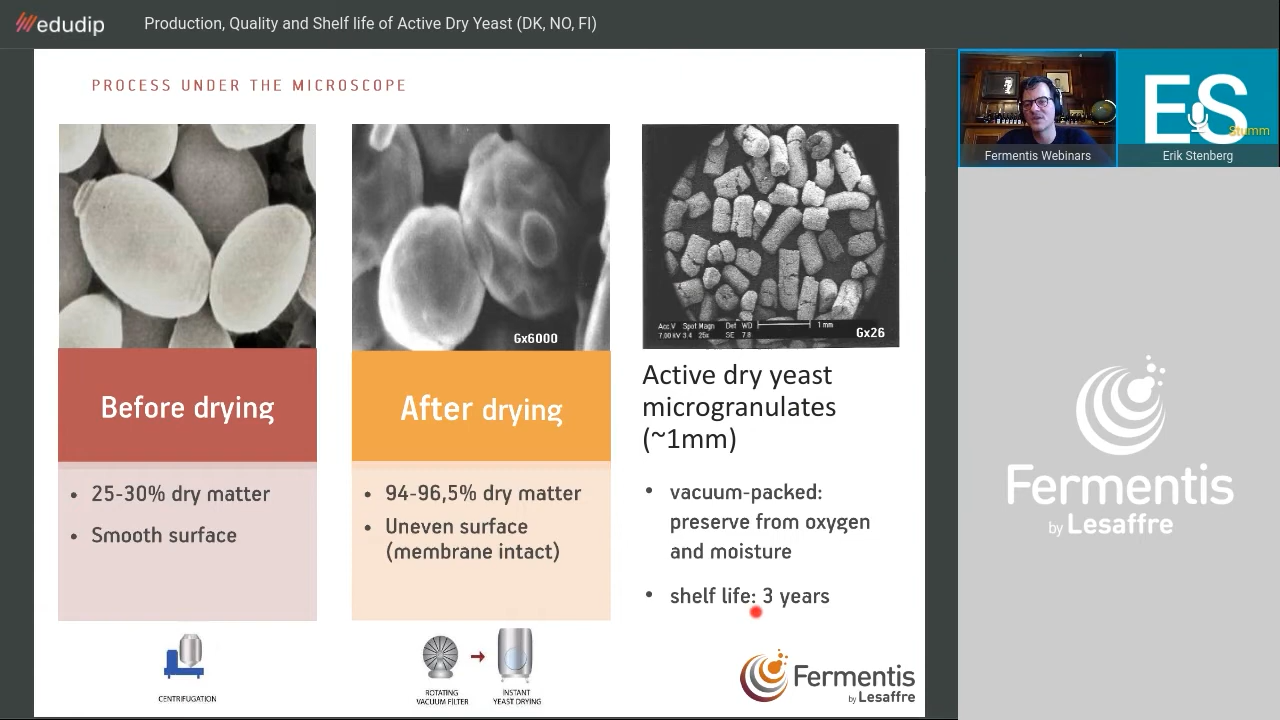 edudip
Production, Quality and Shelf life of Active Dry Yeast (DK, NO, FI)
PROCESS UNDER THE MICROSCOPE
Gx6000
Acc.V Spot Magn Det WD
7.00 kV 3.4 25x SE 7.8
1 mm
Gx26
Before drying
After drying
Active dry yeast
microgranulates
(~1mm)
• 25-30% dry matter
• Smooth surface
• 94-96,5% dry matter
• Uneven surface
(membrane intact)
• vacuum-packed:
preserve from oxygen
and moisture
• shelf life: 3 years
CENTRIFUGATION
ROTATING
VACUUM FILTER
INSTANT
YEAST DRYING
Fermentis
by Lesaffre
ES
Stumm
Fermentis Webinars
Erik Stenberg
Fermentis
by Lesaffre